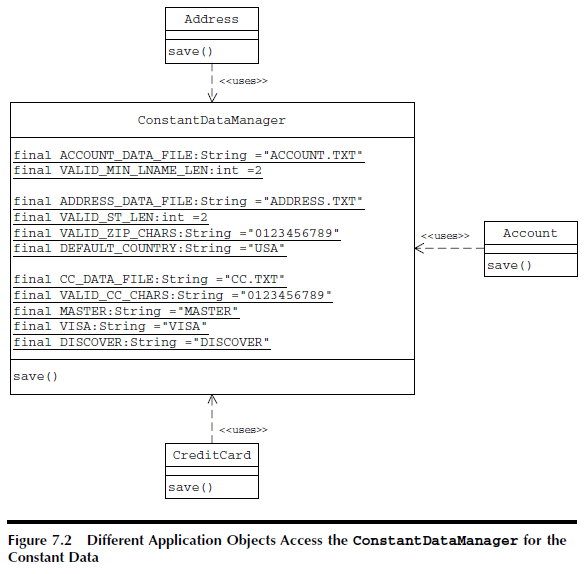 Address
save()
<<uses>>
ConstantDataManager
final ACCOUNT_DATA_FILE:String ="ACCOUNT.TXT"
final VALID_MIN_LNAME_LEN:int =2
final ADDRESS_DATA_FILE:String ="ADDRESS.TXT"
final VALID_ST_LEN:int =2
final VALID_ZIP_CHARS:String ="0123456789"
final DEFAULT_COUNTRY:String ="USA"
final CC_DATA_FILE:String ="CC.TXT"
final VALID_CC_CHARS:String ="0123456789"
final MASTER:String ="MASTER"
final VISA:String ="VISA"
final DISCOVER:String ="DISCOVER"
save()
<<uses>>
Account
save()
<<uses>>
CreditCard
save()
Figure 7.2 Different Application Objects Access the ConstantDataManager for the
Constant Data